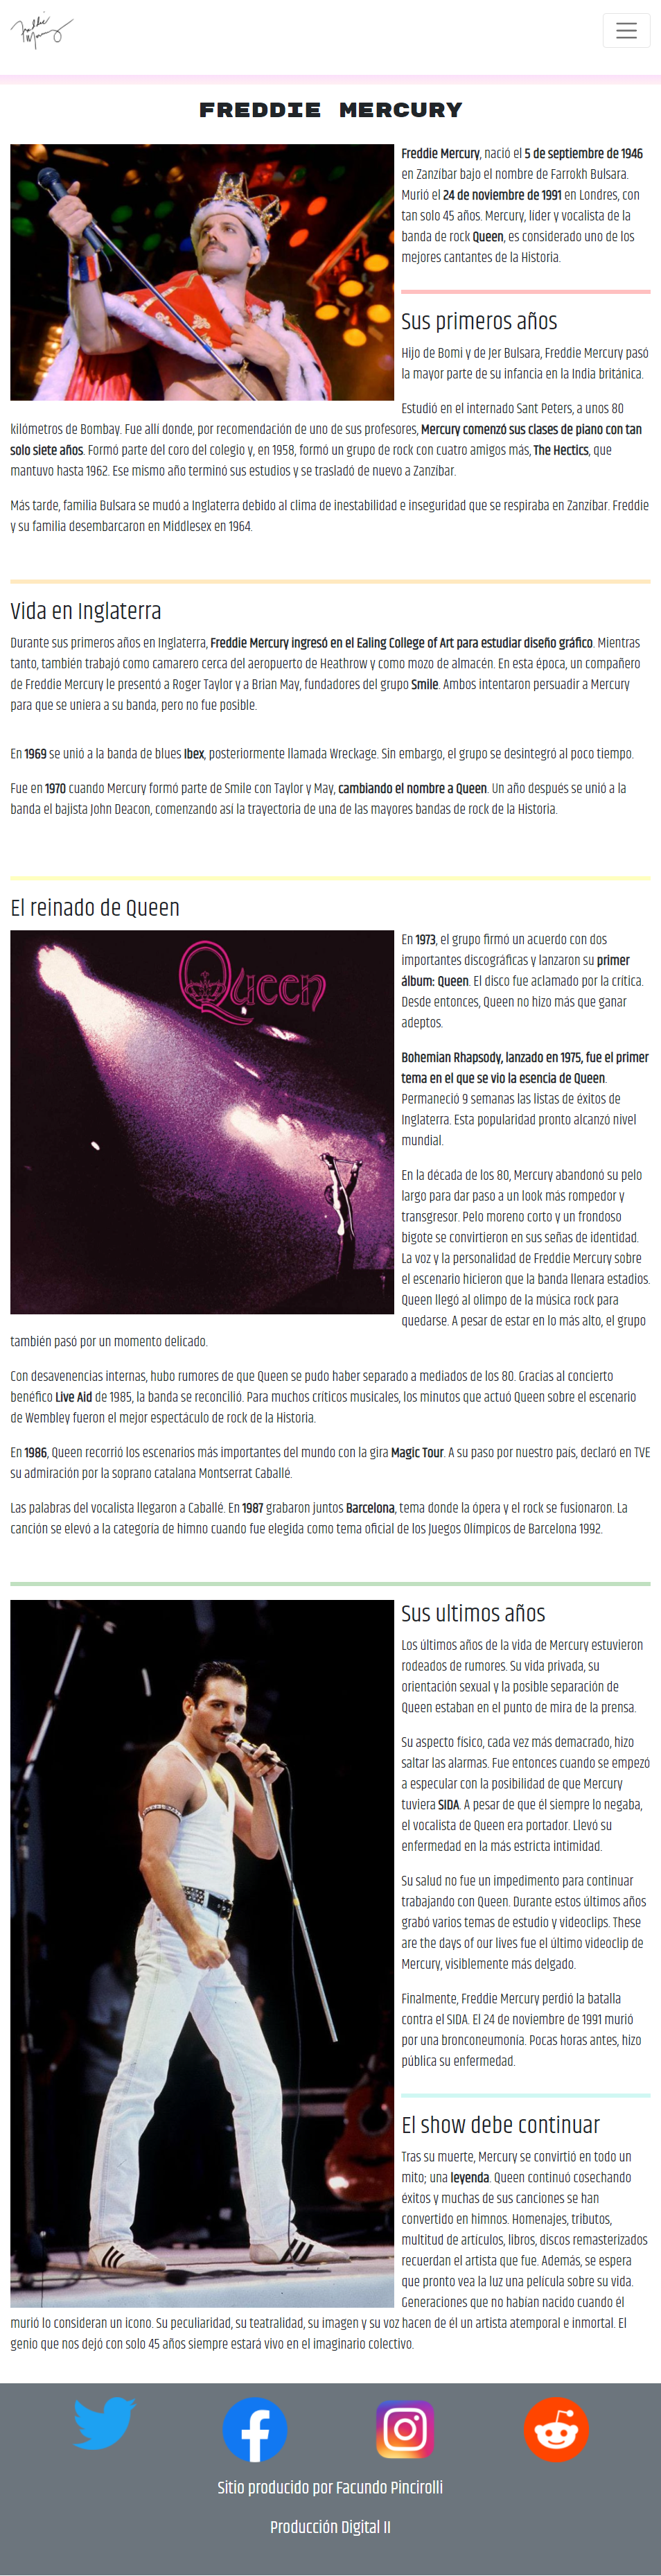 Freddie
Mercury
FREDDIE MERCURY
Freddie Mercury, nació el 5 de septiembre de 1946
en Zanzíbar bajo el nombre de Farrokh Bulsara.
Murió el 24 de noviembre de 1991 en Londres, con
tan solo 45 años. Mercury, líder y vocalista de la
banda de rock Queen, es considerado uno de los
mejores cantantes de la Historia.
Sus primeros años
Hijo de Bomi y de Jer Bulsara, Freddie Mercury pasó
la mayor parte de su infancia en la India británica.
Estudió en el internado Sant Peters, a unos 80
kilómetros de Bombay. Fue allí donde, por recomendación de uno de sus profesores, Mercury comenzó sus clases de piano con tan
solo siete años. Formó parte del coro del colegio y, en 1958, formó un grupo de rock con cuatro amigos más, The Hectics, que
mantuvo hasta 1962. Ese mismo año terminó sus estudios y se trasladó de nuevo a Zanzíbar.
Más tarde, familia Bulsara se mudó a Inglaterra debido al clima de inestabilidad e inseguridad que se respiraba en Zanzíbar. Freddie
y su familia desembarcaron en Middlesex en 1964.
Vida en Inglaterra
Durante sus primeros años en Inglaterra, Freddie Mercury ingresó en el Ealing College of Art para estudiar diseño gráfico. Mientras
tanto, también trabajó como camarero cerca del aeropuerto de Heathrow y como mozo de almacén. En esta época, un compañero
de Freddie Mercury le presentó a Roger Taylor y a Brian May, fundadores del grupo Smile. Ambos intentaron persuadir a Mercury
para que se uniera a su banda, pero no fue posible.
En 1969 se unió a la banda de blues Ibex, posteriormente llamada Wreckage. Sin embargo, el grupo se desintegró al poco tiempo.
Fue en 1970 cuando Mercury formó parte de Smile con Taylor y May, cambiando el nombre a Queen. Un año después se unió a la
banda el bajista John Deacon, comenzando así la trayectoria de una de las mayores bandas de rock de la Historia.
El reinado de Queen
Queen
En 1973, el grupo firmó un acuerdo con dos
importantes discográficas y lanzaron su primer
álbum: Queen. El disco fue aclamado por la crítica.
Desde entonces, Queen no hizo más que ganar
adeptos.
Bohemian Rhapsody, lanzado en 1975, fue el primer
tema en el que se vio la esencia de Queen.
Permaneció 9 semanas las listas de éxitos de
Inglaterra. Esta popularidad pronto alcanzó nivel
mundial.
En la década de los 80, Mercury abandonó su pelo
largo para dar paso a un look más rompedor y
transgresor. Pelo moreno corto y un frondoso
bigote se convirtieron en sus señas de identidad.
La voz y la personalidad de Freddie Mercury sobre
el escenario hicieron que la banda llenara estadios.
Queen llegó al olimpo de la música rock para
quedarse. A pesar de estar en lo más alto, el grupo
también pasó por un momento delicado.
Con desavenencias internas, hubo rumores de que Queen se pudo haber separado a mediados de los 80. Gracias al concierto
benéfico Live Aid de 1985, la banda se reconcilió. Para muchos críticos musicales, los minutos que actuó Queen sobre el escenario
de Wembley fueron el mejor espectáculo de rock de la Historia.
En 1986, Queen recorrió los escenarios más importantes del mundo con la gira Magic Tour. A su paso por nuestro país, declaró en TVE
su admiración por la soprano catalana Montserrat Caballé.
Las palabras del vocalista llegaron a Caballé. En 1987 grabaron juntos Barcelona, tema donde la ópera y el rock se fusionaron. La
canción se elevó a la categoría de himno cuando fue elegida como tema oficial de los Juegos Olímpicos de Barcelona 1992.
Sus ultimos años
Los últimos años de la vida de Mercury estuvieron
rodeados de rumores. Su vida privada, su
orientación sexual y la posible separación de
Queen estaban en el punto de mira de la prensa.
Su aspecto físico, cada vez más demacrado, hizo
saltar las alarmas. Fue entonces cuando se empezó
a especular con la posibilidad de que Mercury
tuviera SIDA. A pesar de que él siempre lo negaba,
el vocalista de Queen era portador. Llevó su
enfermedad en la más estricta intimidad.
Su salud no fue un impedimento para continuar
trabajando con Queen. Durante estos últimos años
grabó varios temas de estudio y videoclips. These
are the days of our lives fue el último videoclip de
Mercury, visiblemente más delgado.
Finalmente, Freddie Mercury perdió la batalla
contra el SIDA. El 24 de noviembre de 1991 murió
por una bronconeumonía. Pocas horas antes, hizo
pública su enfermedad.
El show debe continuar
Tras su muerte, Mercury se convirtió en todo un
mito; una leyenda. Queen continuó cosechando
éxitos y muchas de sus canciones se han
convertido en himnos. Homenajes, tributos,
multitud de artículos, libros, discos remasterizados
recuerdan el artista que fue. Además, se espera
que pronto vea la luz una película sobre su vida.
Generaciones que no habían nacido cuando él
murió lo consideran un icono. Su peculiaridad, su teatralidad, su imagen y su voz hacen de él un artista atemporal e inmortal. El
genio que nos dejó con solo 45 años siempre estará vivo en el imaginario colectivo.
Sitio producido por Facundo Pincirolli
Producción Digital II